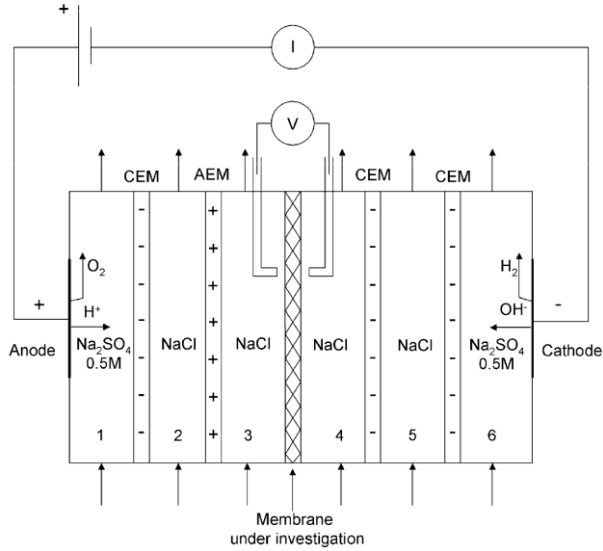 +
I
V
CEM
AEM
CEM
CEM
- + - -
- + - -
O₂
H₂
- + - -
+
H⁺
OH⁻
-
Anode
Na₂SO₄
0.5M
NaCl
NaCl
NaCl
NaCl
Na₂SO₄
0.5M
Cathode
- + - -
- + - -
- + - -
1
2
3
4
5
6
- + - -
Membrane
under investigation